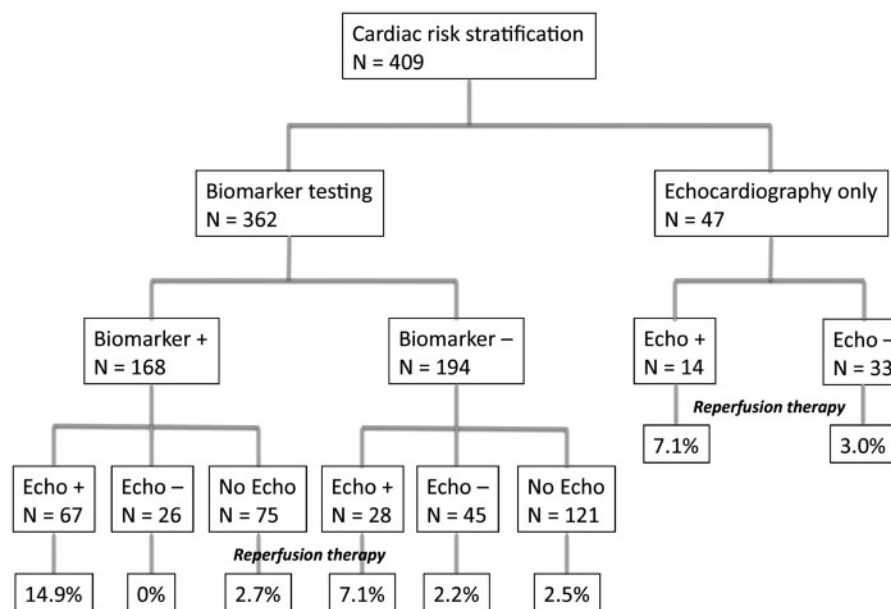 Cardiac risk stratification
N = 409
Biomarker testing
N = 362
Echocardiography only
N = 47
Biomarker +
N = 168
Biomarker –
N = 194
Echo +
N = 14
Echo –
N = 33
Reperfusion therapy
7.1%
3.0%
Echo +
N = 67
Echo –
N = 26
No Echo
N = 75
Echo +
N = 28
Echo –
N = 45
No Echo
N = 121
Reperfusion therapy
14.9%
0%
2.7%
7.1%
2.2%
2.5%